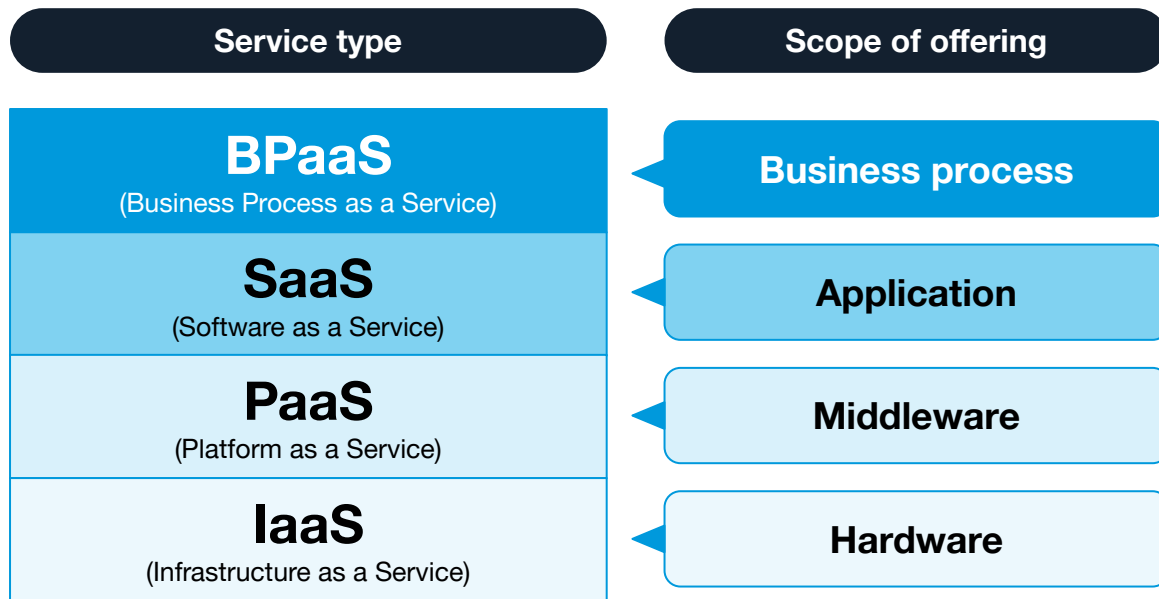 Service type
Scope of offering
BPaaS
(Business Process as a Service)
Business process
SaaS
(Software as a Service)
Application
PaaS
(Platform as a Service)
Middleware
IaaS
(Infrastructure as a Service)
Hardware